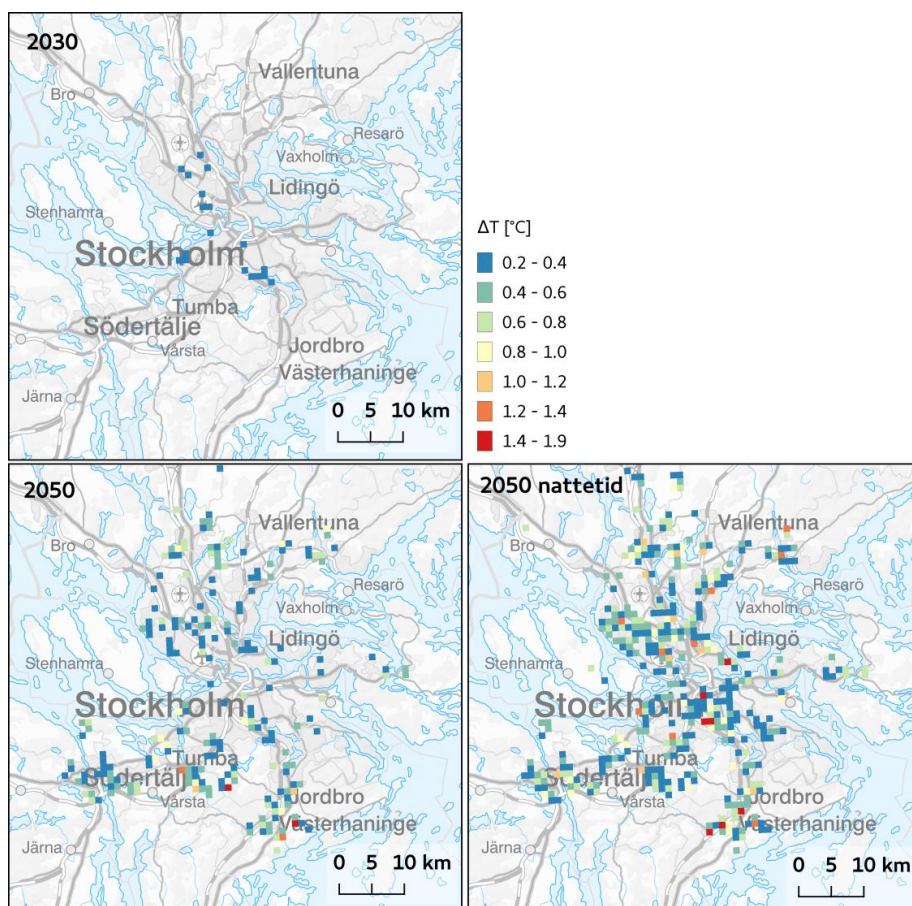 2030
Vallentuna
Bro
Resarö
Vaxholm
Lidingö
Stenhamra
Stockholm
Tumba
Södertälje
Vårsta
Jordbro
Västerhaninge
Järna
0 5 10 km
ΔT [°C]
0.2 - 0.4
0.4 - 0.6
0.6 - 0.8
0.8 - 1.0
1.0 - 1.2
1.2 - 1.4
1.4 - 1.9
2050
Vallentuna
Bro
Resarö
Vaxholm
Lidingö
Stenhamra
Stockholm
Tumba
Södertälje
Vårsta
Jordbro
Västerhaninge
Järna
0 5 10 km
2050 nattetid
Vallentuna
Bro
Resarö
Vaxholm
Lidingö
Stenhamra
Stockholm
Tumba
Södertälje
Vårsta
Jordbro
Västerhaninge
Järna
0 5 10 km